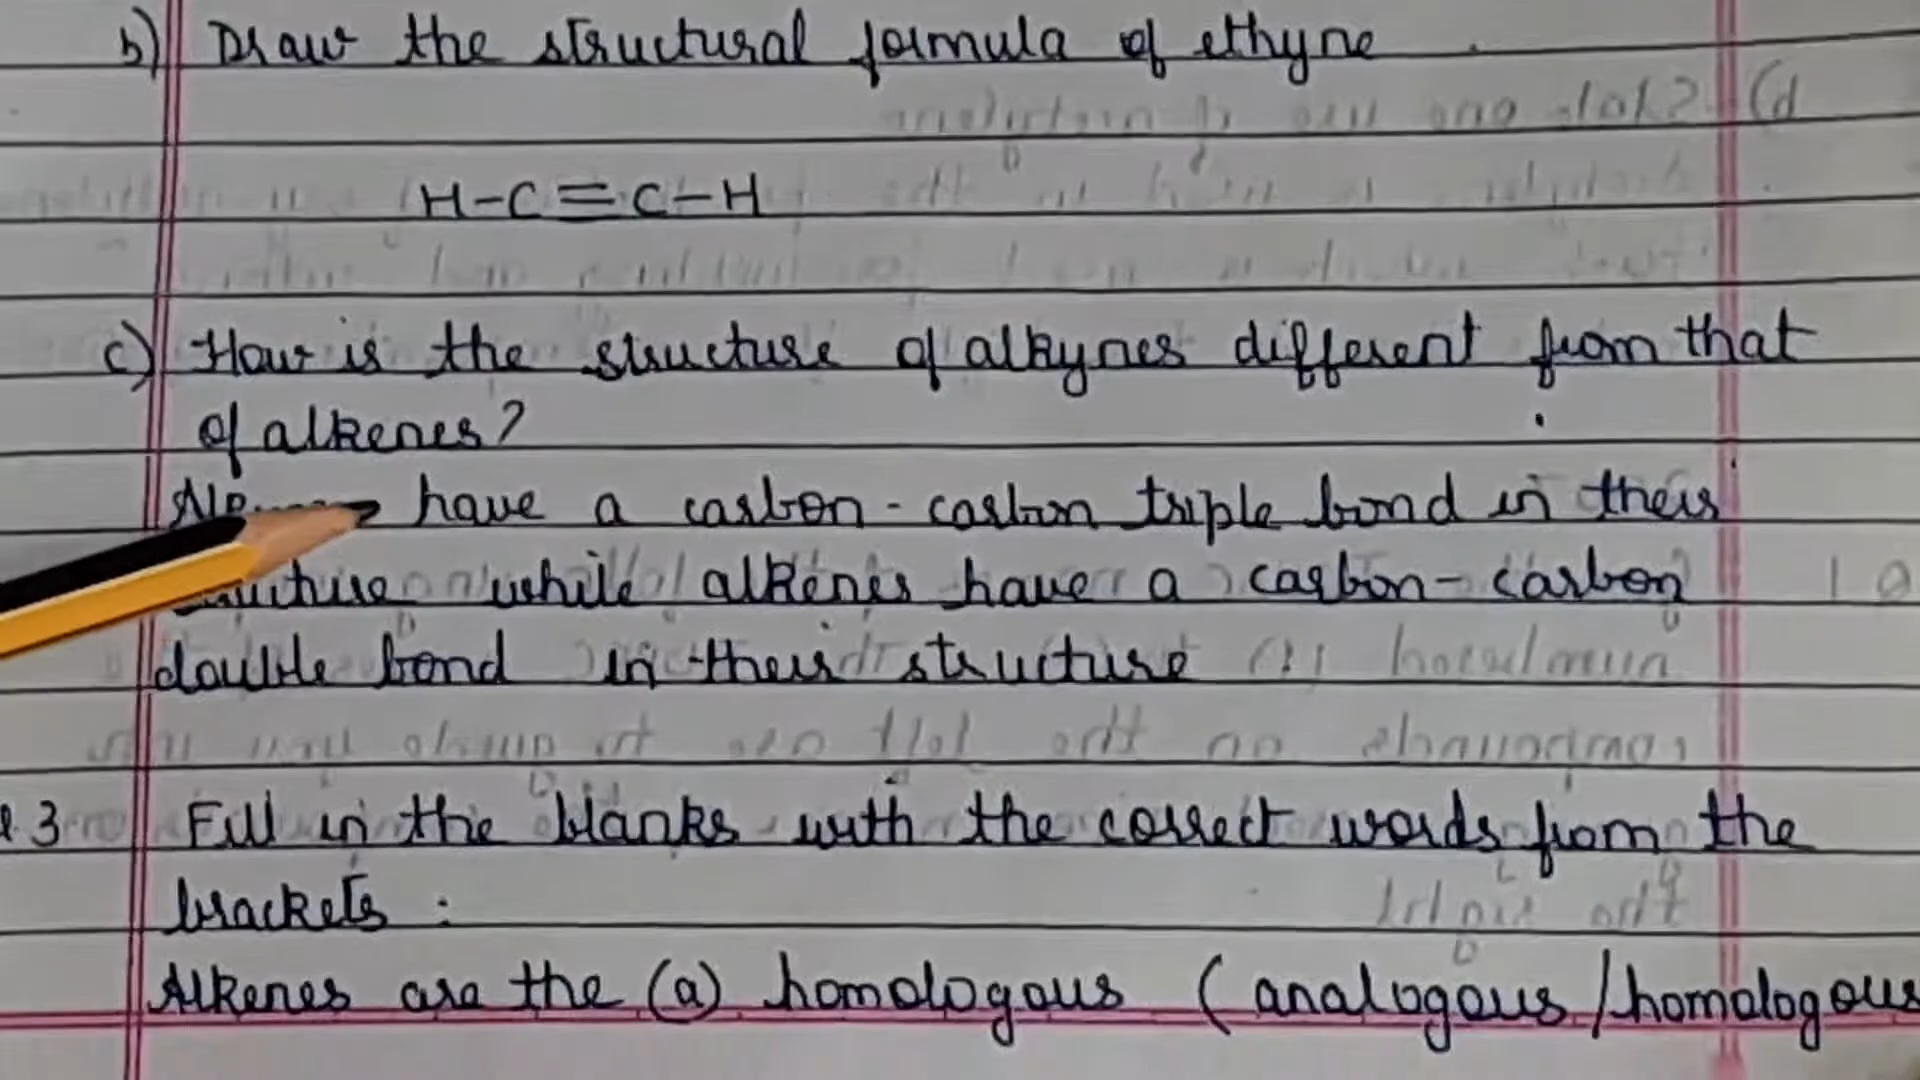 b) Draw the structural formula of ethyne
H-C≡C-H
c) How is the structure of alkynes different from that
of alkenes?
have a carbon - carbon triple bond in their
while alkenes have a carbon - carbon
double bond in their structure
3 Fill in the blanks with the correct words from the
brackets :
Alkenes are the (a) homologous (analogous / homologous